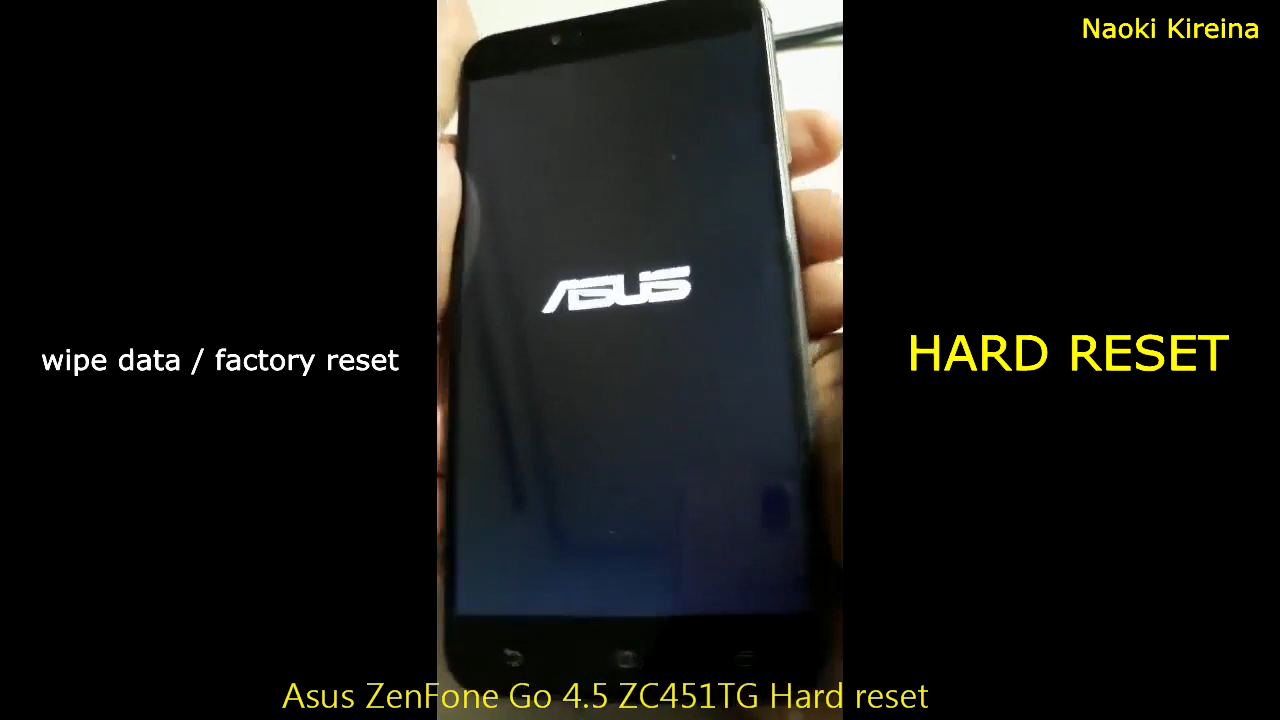 Naoki Kireina
ASUS
wipe data / factory reset
HARD RESET
Asus ZenFone Go 4.5 ZC451TG Hard reset